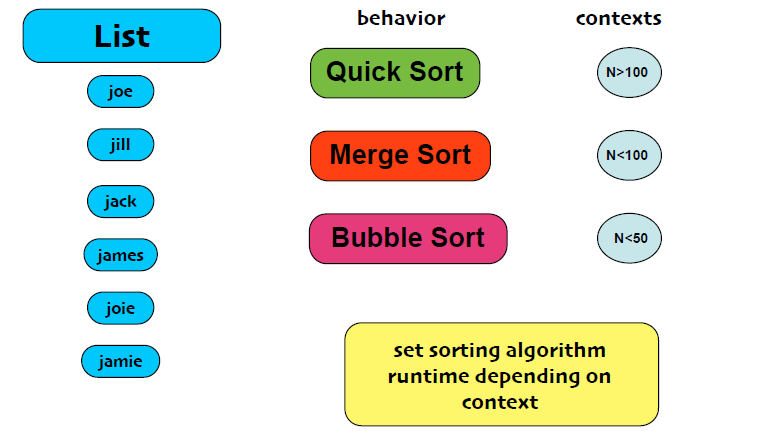 List
joe
jill
jack
james
joie
jamie
behavior
Quick Sort
Merge Sort
Bubble Sort
contexts
N>100
N<100
N<50
set sorting algorithm
runtime depending on
context